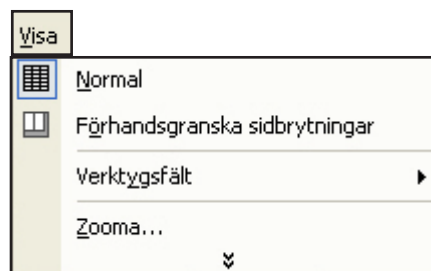 Visa
Normal
Förhandsgranska sidbrytningar
Verktygsfält
Zooma...